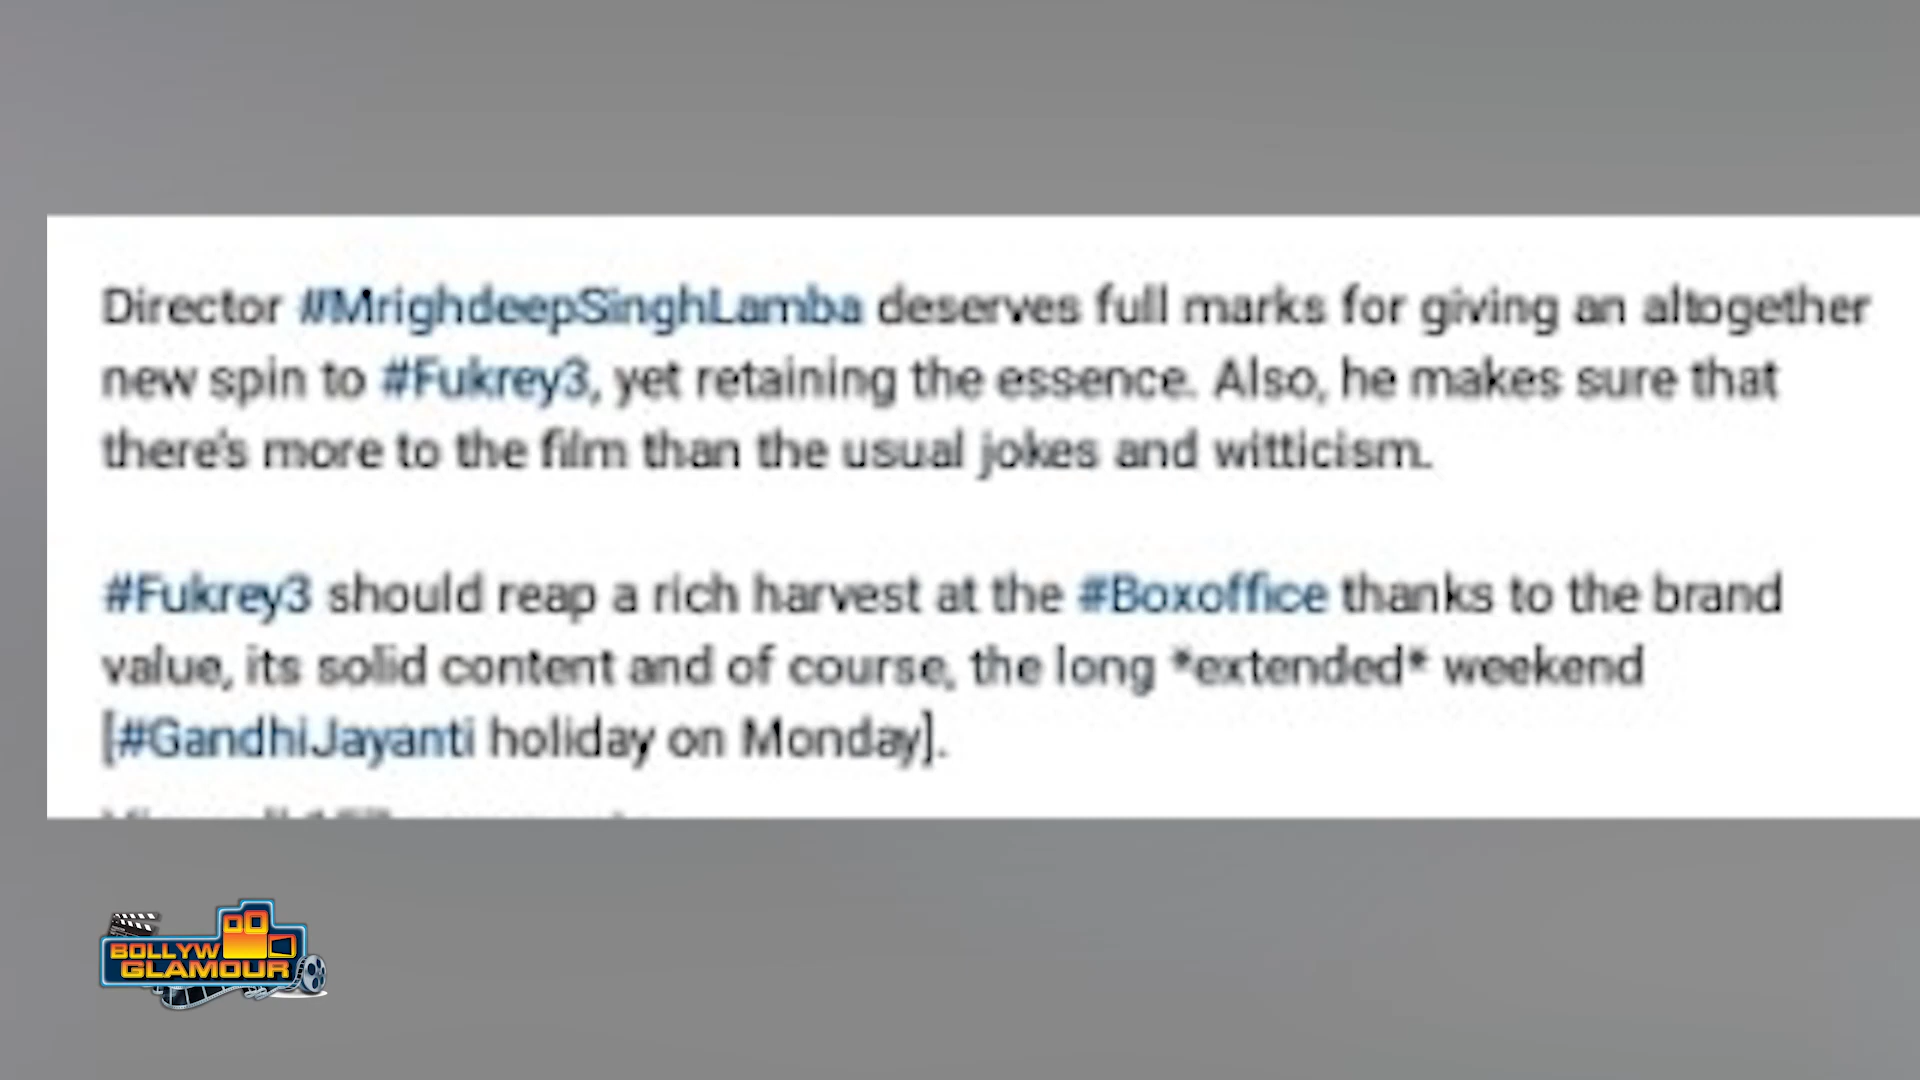 Director #MrighdeepSinghLamba deserves full marks for giving an altogether
new spin to #Fukrey3, yet retaining the essence. Also, he makes sure that
there's more to the film than the usual jokes and witticism.
#Fukrey3 should reap a rich harvest at the #Boxoffice thanks to the brand
value, its solid content and of course, the long *extended* weekend
[#GandhiJayanti holiday on Monday].
BOLLYW
GLAMOUR